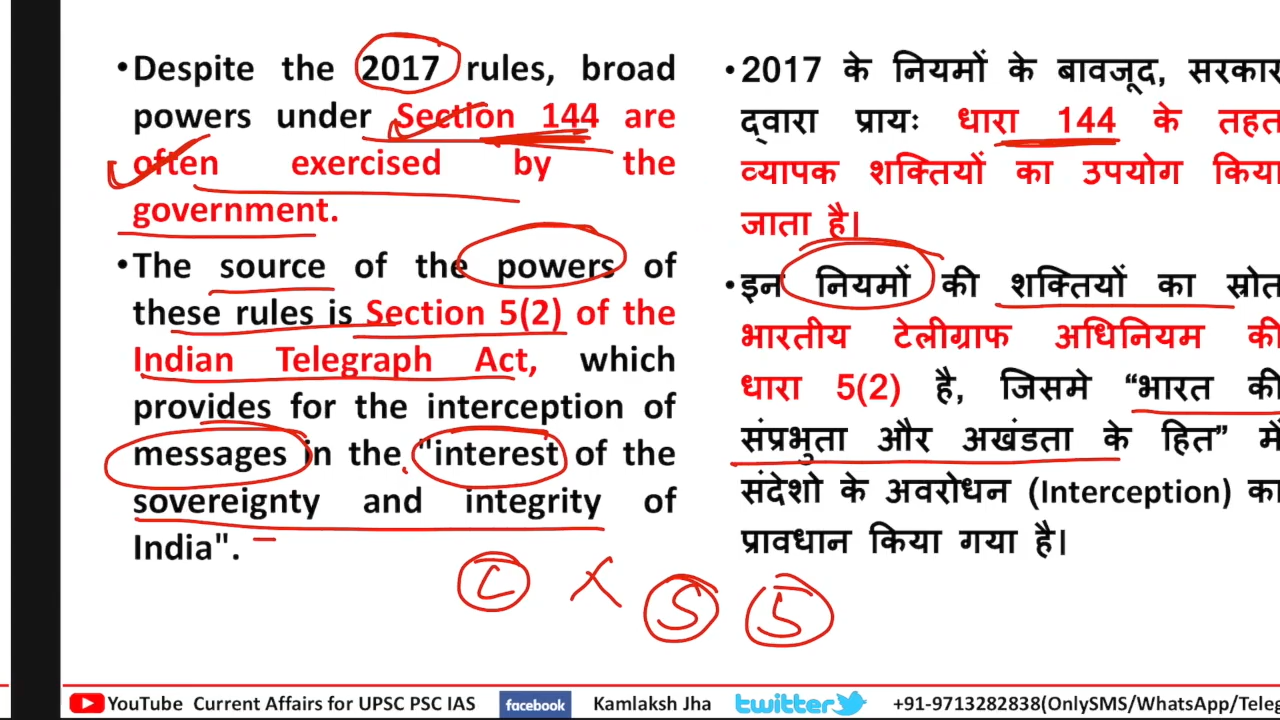 •Despite the 2017 rules, broad
powers under Section 144 are
often exercised by the
government.
•The source of the powers of
these rules is Section 5(2) of the
Indian Telegraph Act, which
provides for the interception of
messages in the "interest of the
sovereignty and integrity of
India".
•2017 के नियमों के बावजूद, सरकार
द्वारा प्रायः धारा 144 के तहत
व्यापक शक्तियों का उपयोग किया
जाता है।
•इन नियमों की शक्तियों का स्रोत
भारतीय टेलीग्राफ अधिनियम की
धारा 5(2) है, जिसमे “भारत की
संप्रभुता और अखंडता के हित” में
संदेशो के अवरोधन (Interception) का
प्रावधान किया गया है।
C X S 5
YouTube Current Affairs for UPSC PSC IAS facebook Kamlaksh Jha twitter +91-9713282838(OnlySMS/WhatsApp/Teleg